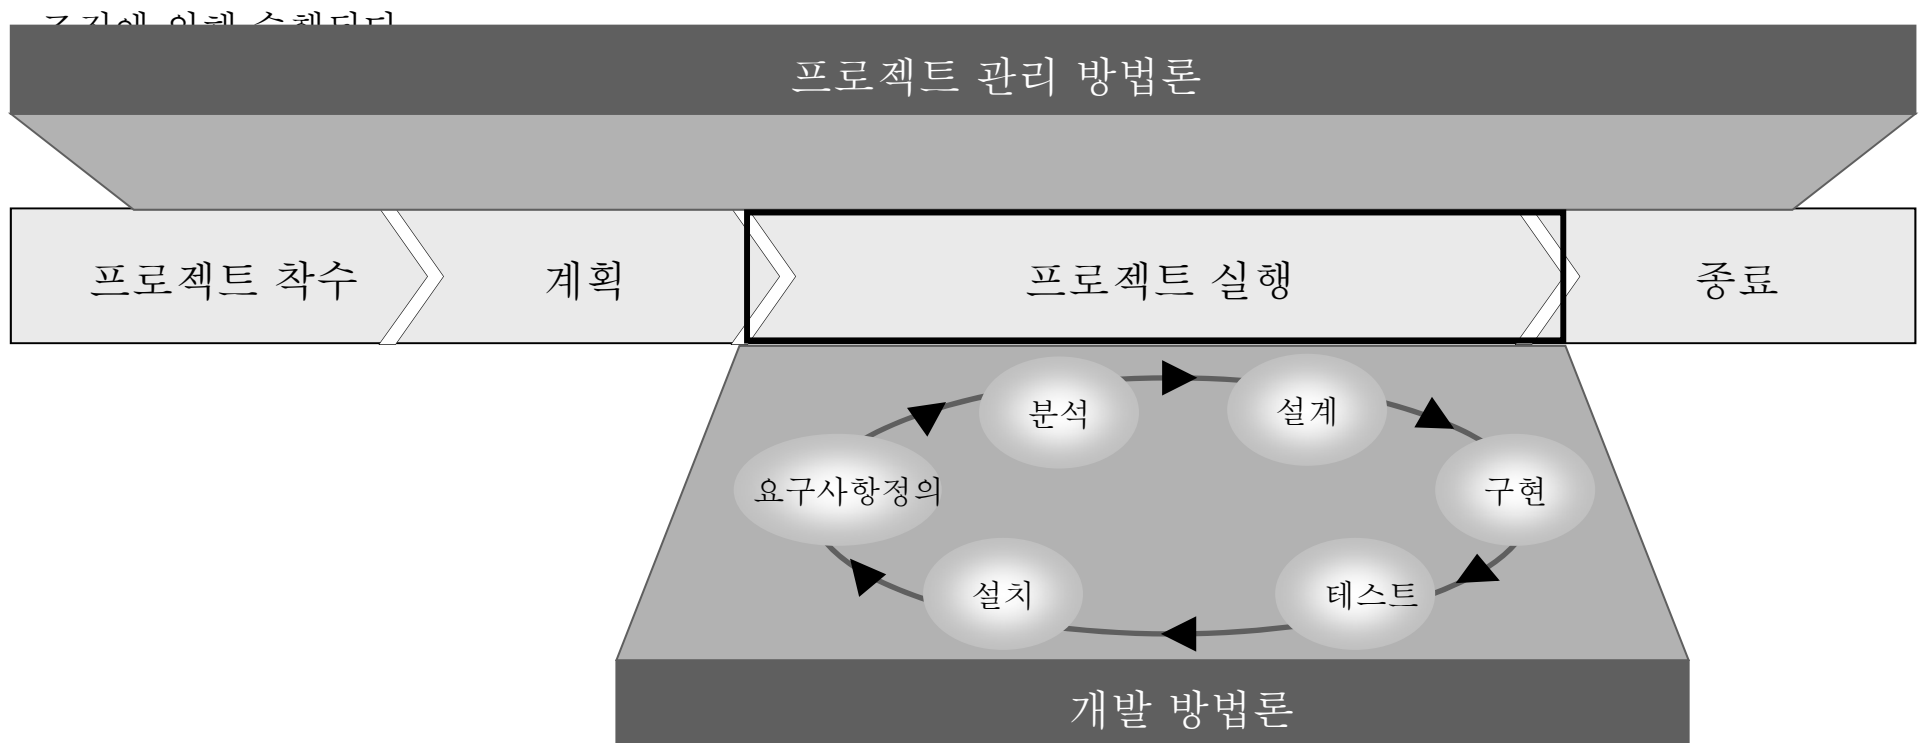 프로젝트 관리 방법론
프로젝트 착수
계획
프로젝트 실행
종료
분석
설계
요구사항정의
구현
설치
테스트
개발 방법론